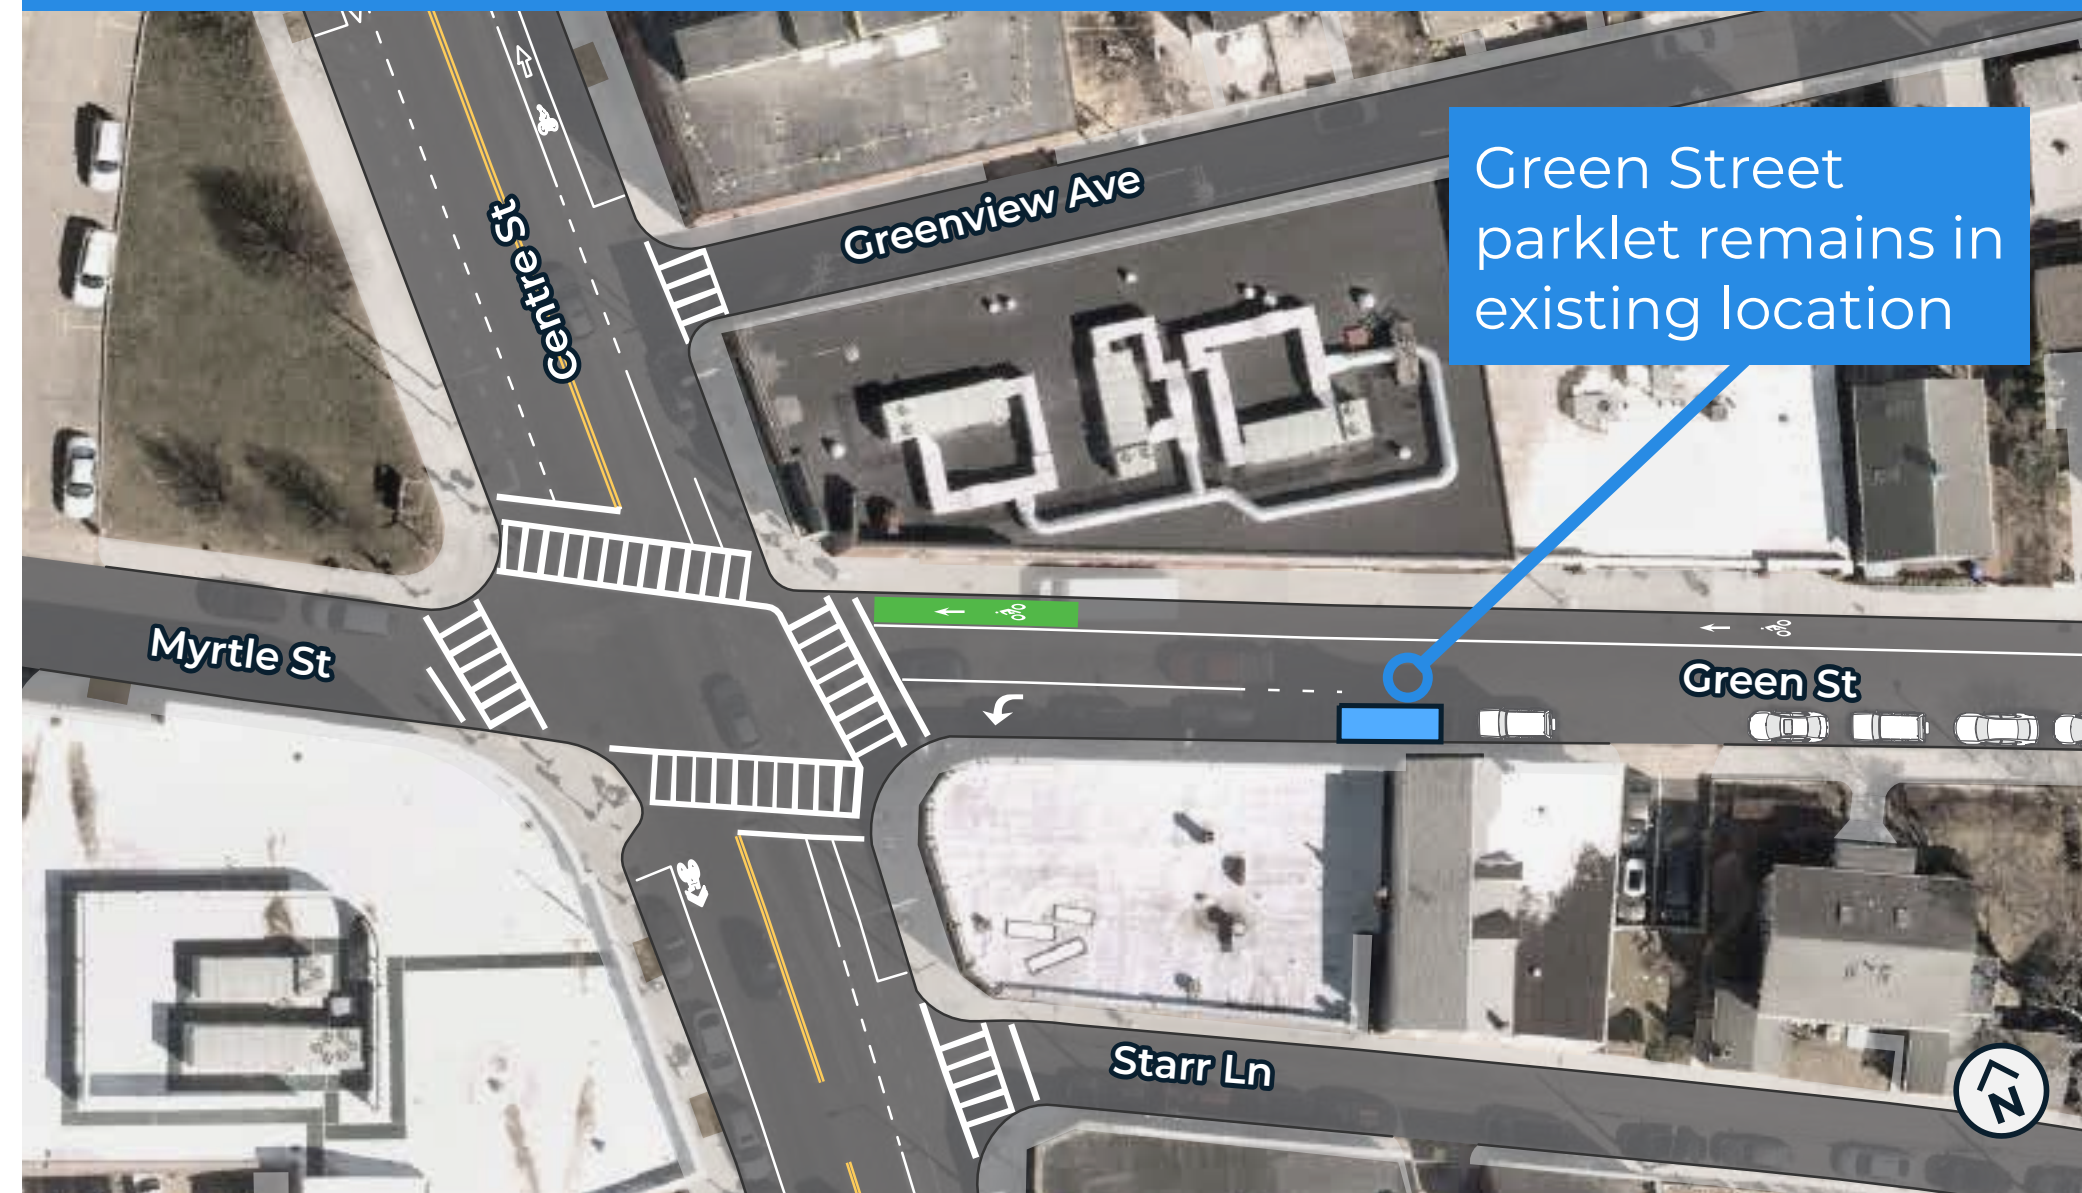 Green Street
parklet remains in
existing location
Greenview Ave
Centre St
Myrtle St
Green St
Starr Ln
N